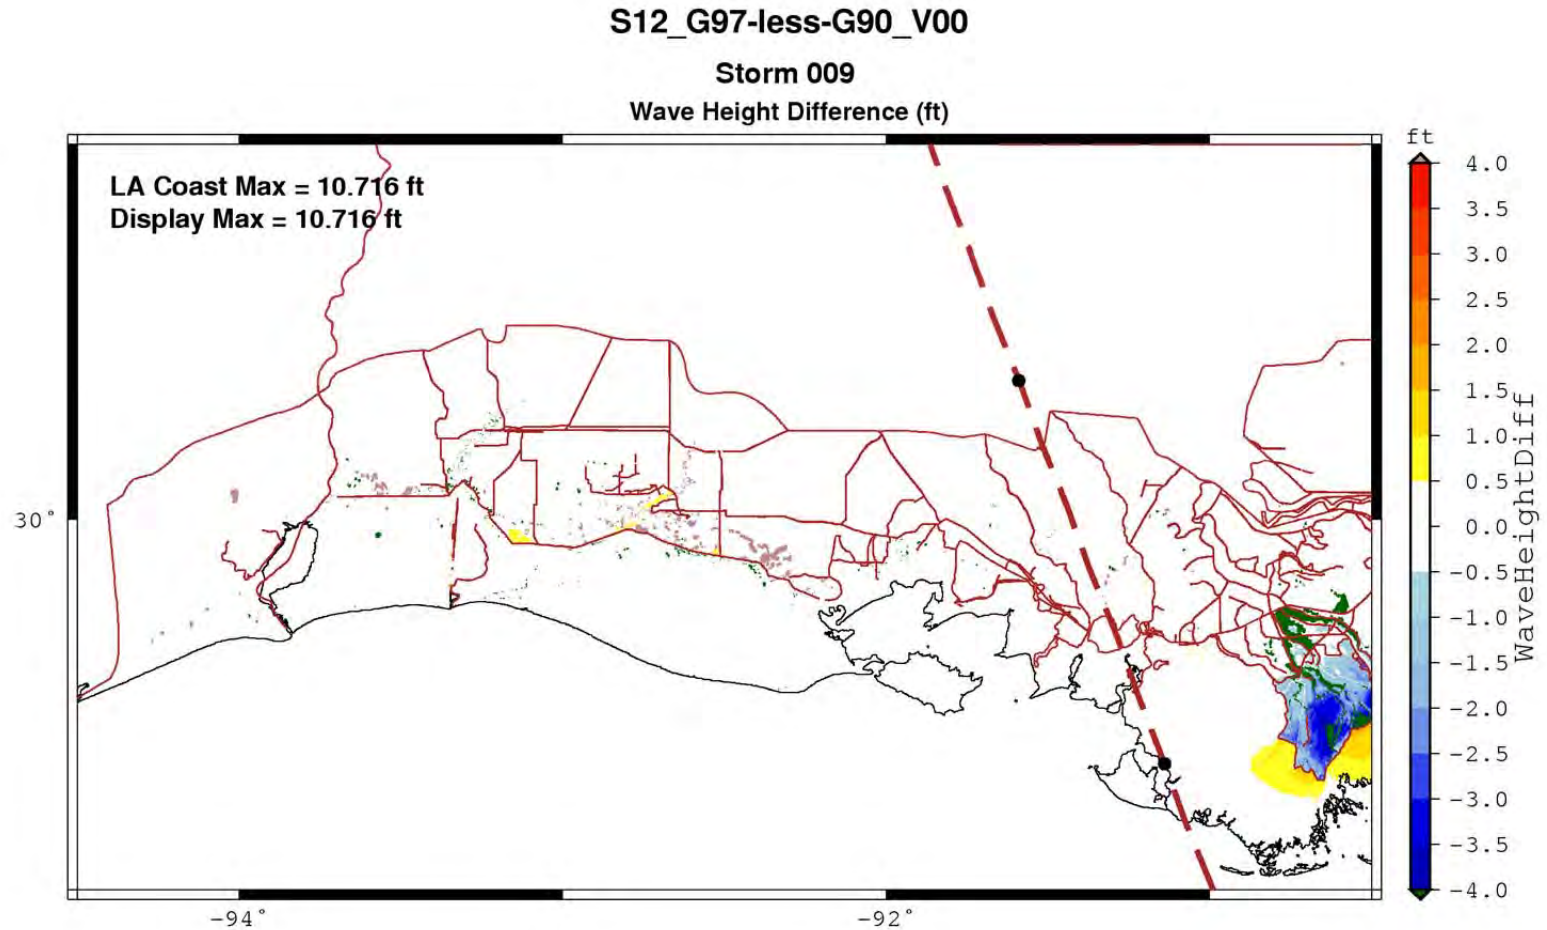 S12_G97-less-G90_V00
Storm 009
Wave Height Difference (ft)
LA Coast Max = 10.716 ft
Display Max = 10.716 ft
ft
4.0
3.5
3.0
2.5
2.0
1.5
1.0
0.5
0.0
-0.5
-1.0
-1.5
-2.0
-2.5
-3.0
-3.5
-4.0
WaveHeightDiff
30°
-94°
-92°